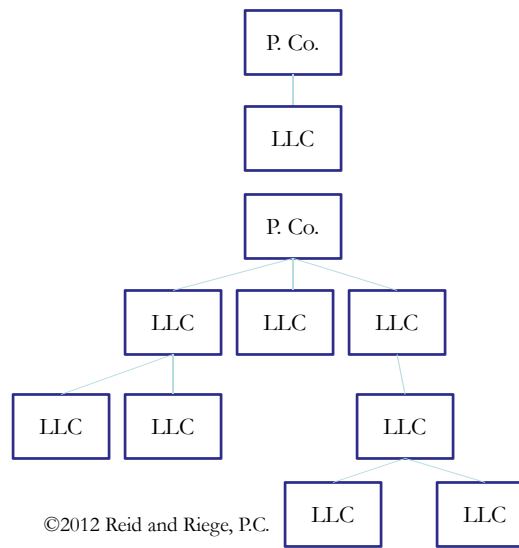 P. Co.
LLC
P. Co.
LLC LLC LLC
LLC LLC LLC
LLC LLC
©2012 Reid and Riege, P.C.